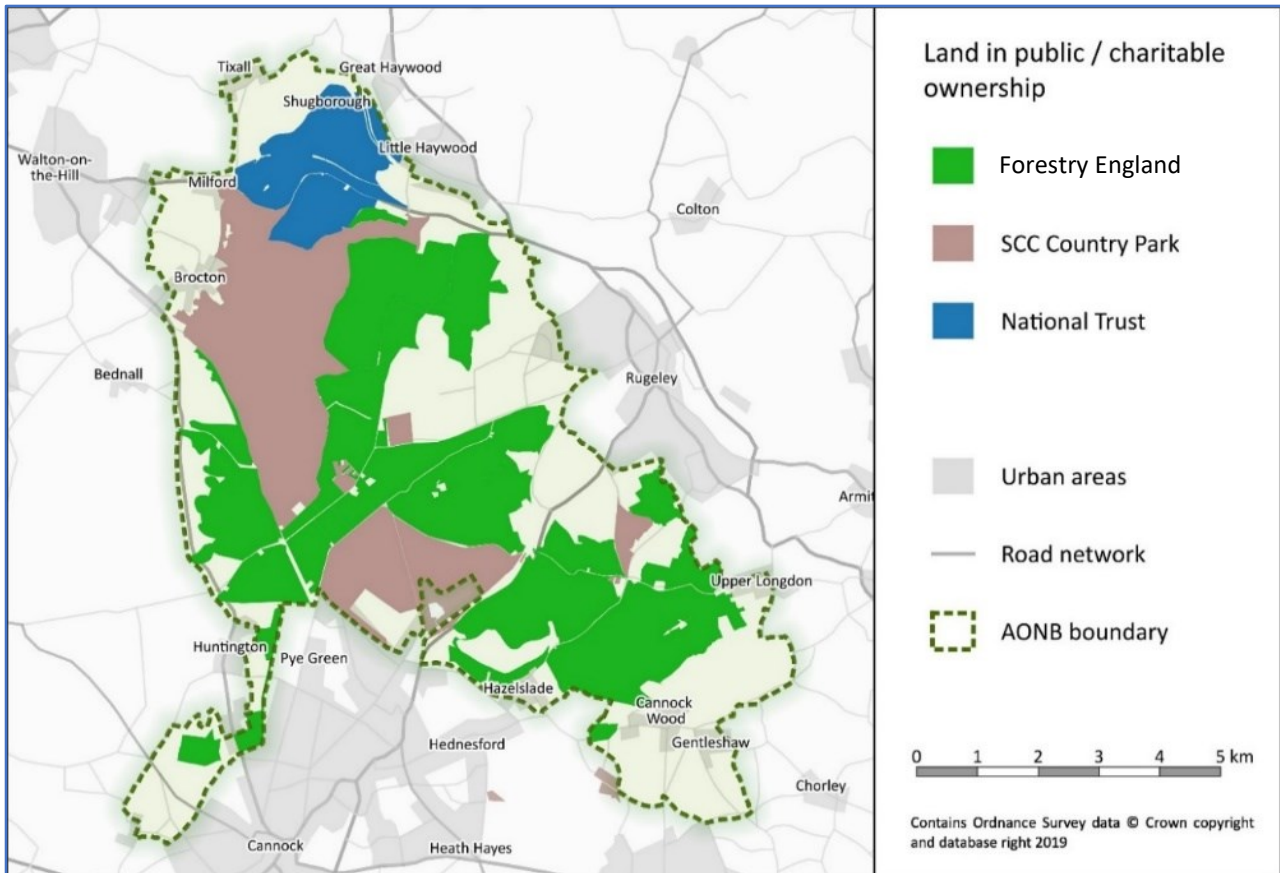 Tixall
Great Haywood
Shugborough
Walton-on-
the-Hill
Little Haywood
Milford
Colton
Brocton
Bednall
Rugeley
Armit
Upper Longdon
Huntington
Pye Green
Hazelslade
Cannock
Wood
Hednesford
Gentleshaw
Chorley
Cannock
Heath Hayes
Land in public / charitable
ownership
Forestry England
SCC Country Park
National Trust
Urban areas
Road network
AONB boundary
0 1 2 3 4 5 km
Contains Ordnance Survey data © Crown copyright
and database right 2019